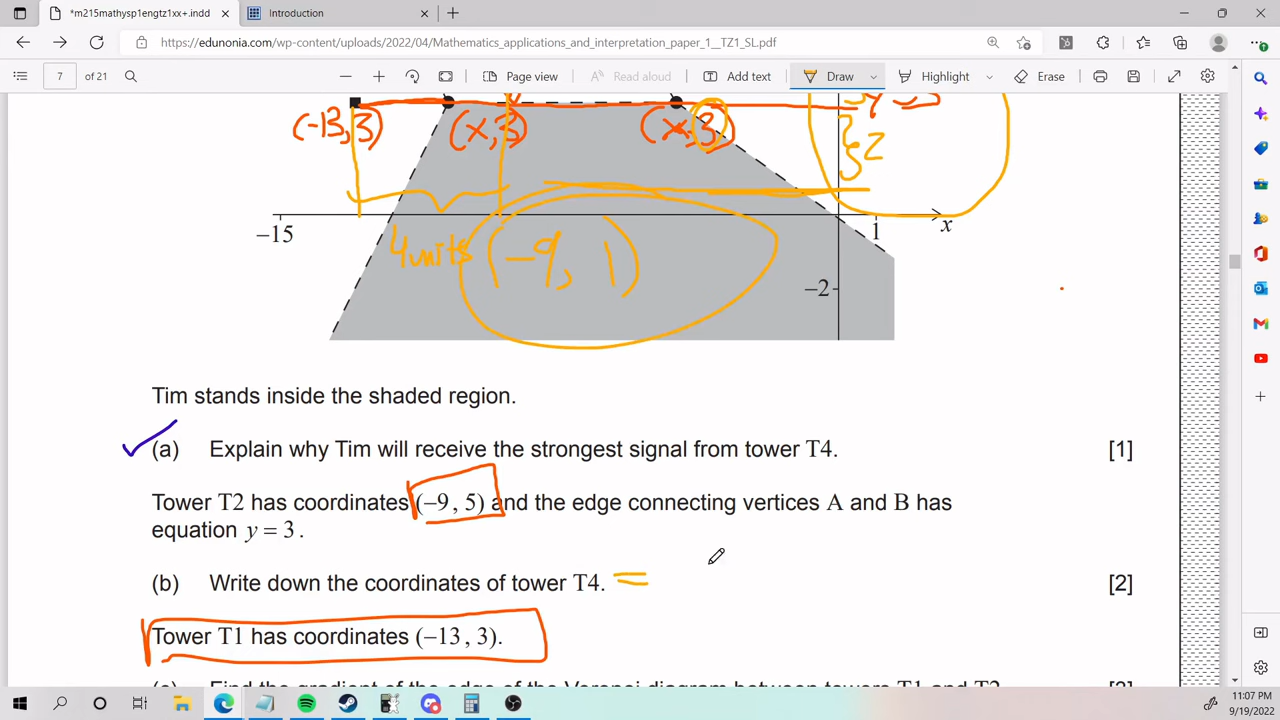 *m215mathysp1engtz1xx+.indd
Introduction
https://edunonia.com/wp-content/uploads/2022/04/Mathematics_applications_and_interpretation_paper_1__TZ1_SL.pdf
7 of 21
Page view
Read aloud
Add text
Draw
Highlight
Erase
(-13,3) (x,3) (x,3)
32
-15 1 x
4 units (-9, 1)
-2
Tim stands inside the shaded region.
(a) Explain why Tim will receive the strongest signal from tower T4. [1]
Tower T2 has coordinates (−9, 5) and the edge connecting vertices A and B has
equation y = 3.
(b) Write down the coordinates of tower T4. = [2]
Tower T1 has coordinates (−13, 3).
11:07 PM
9/19/2022